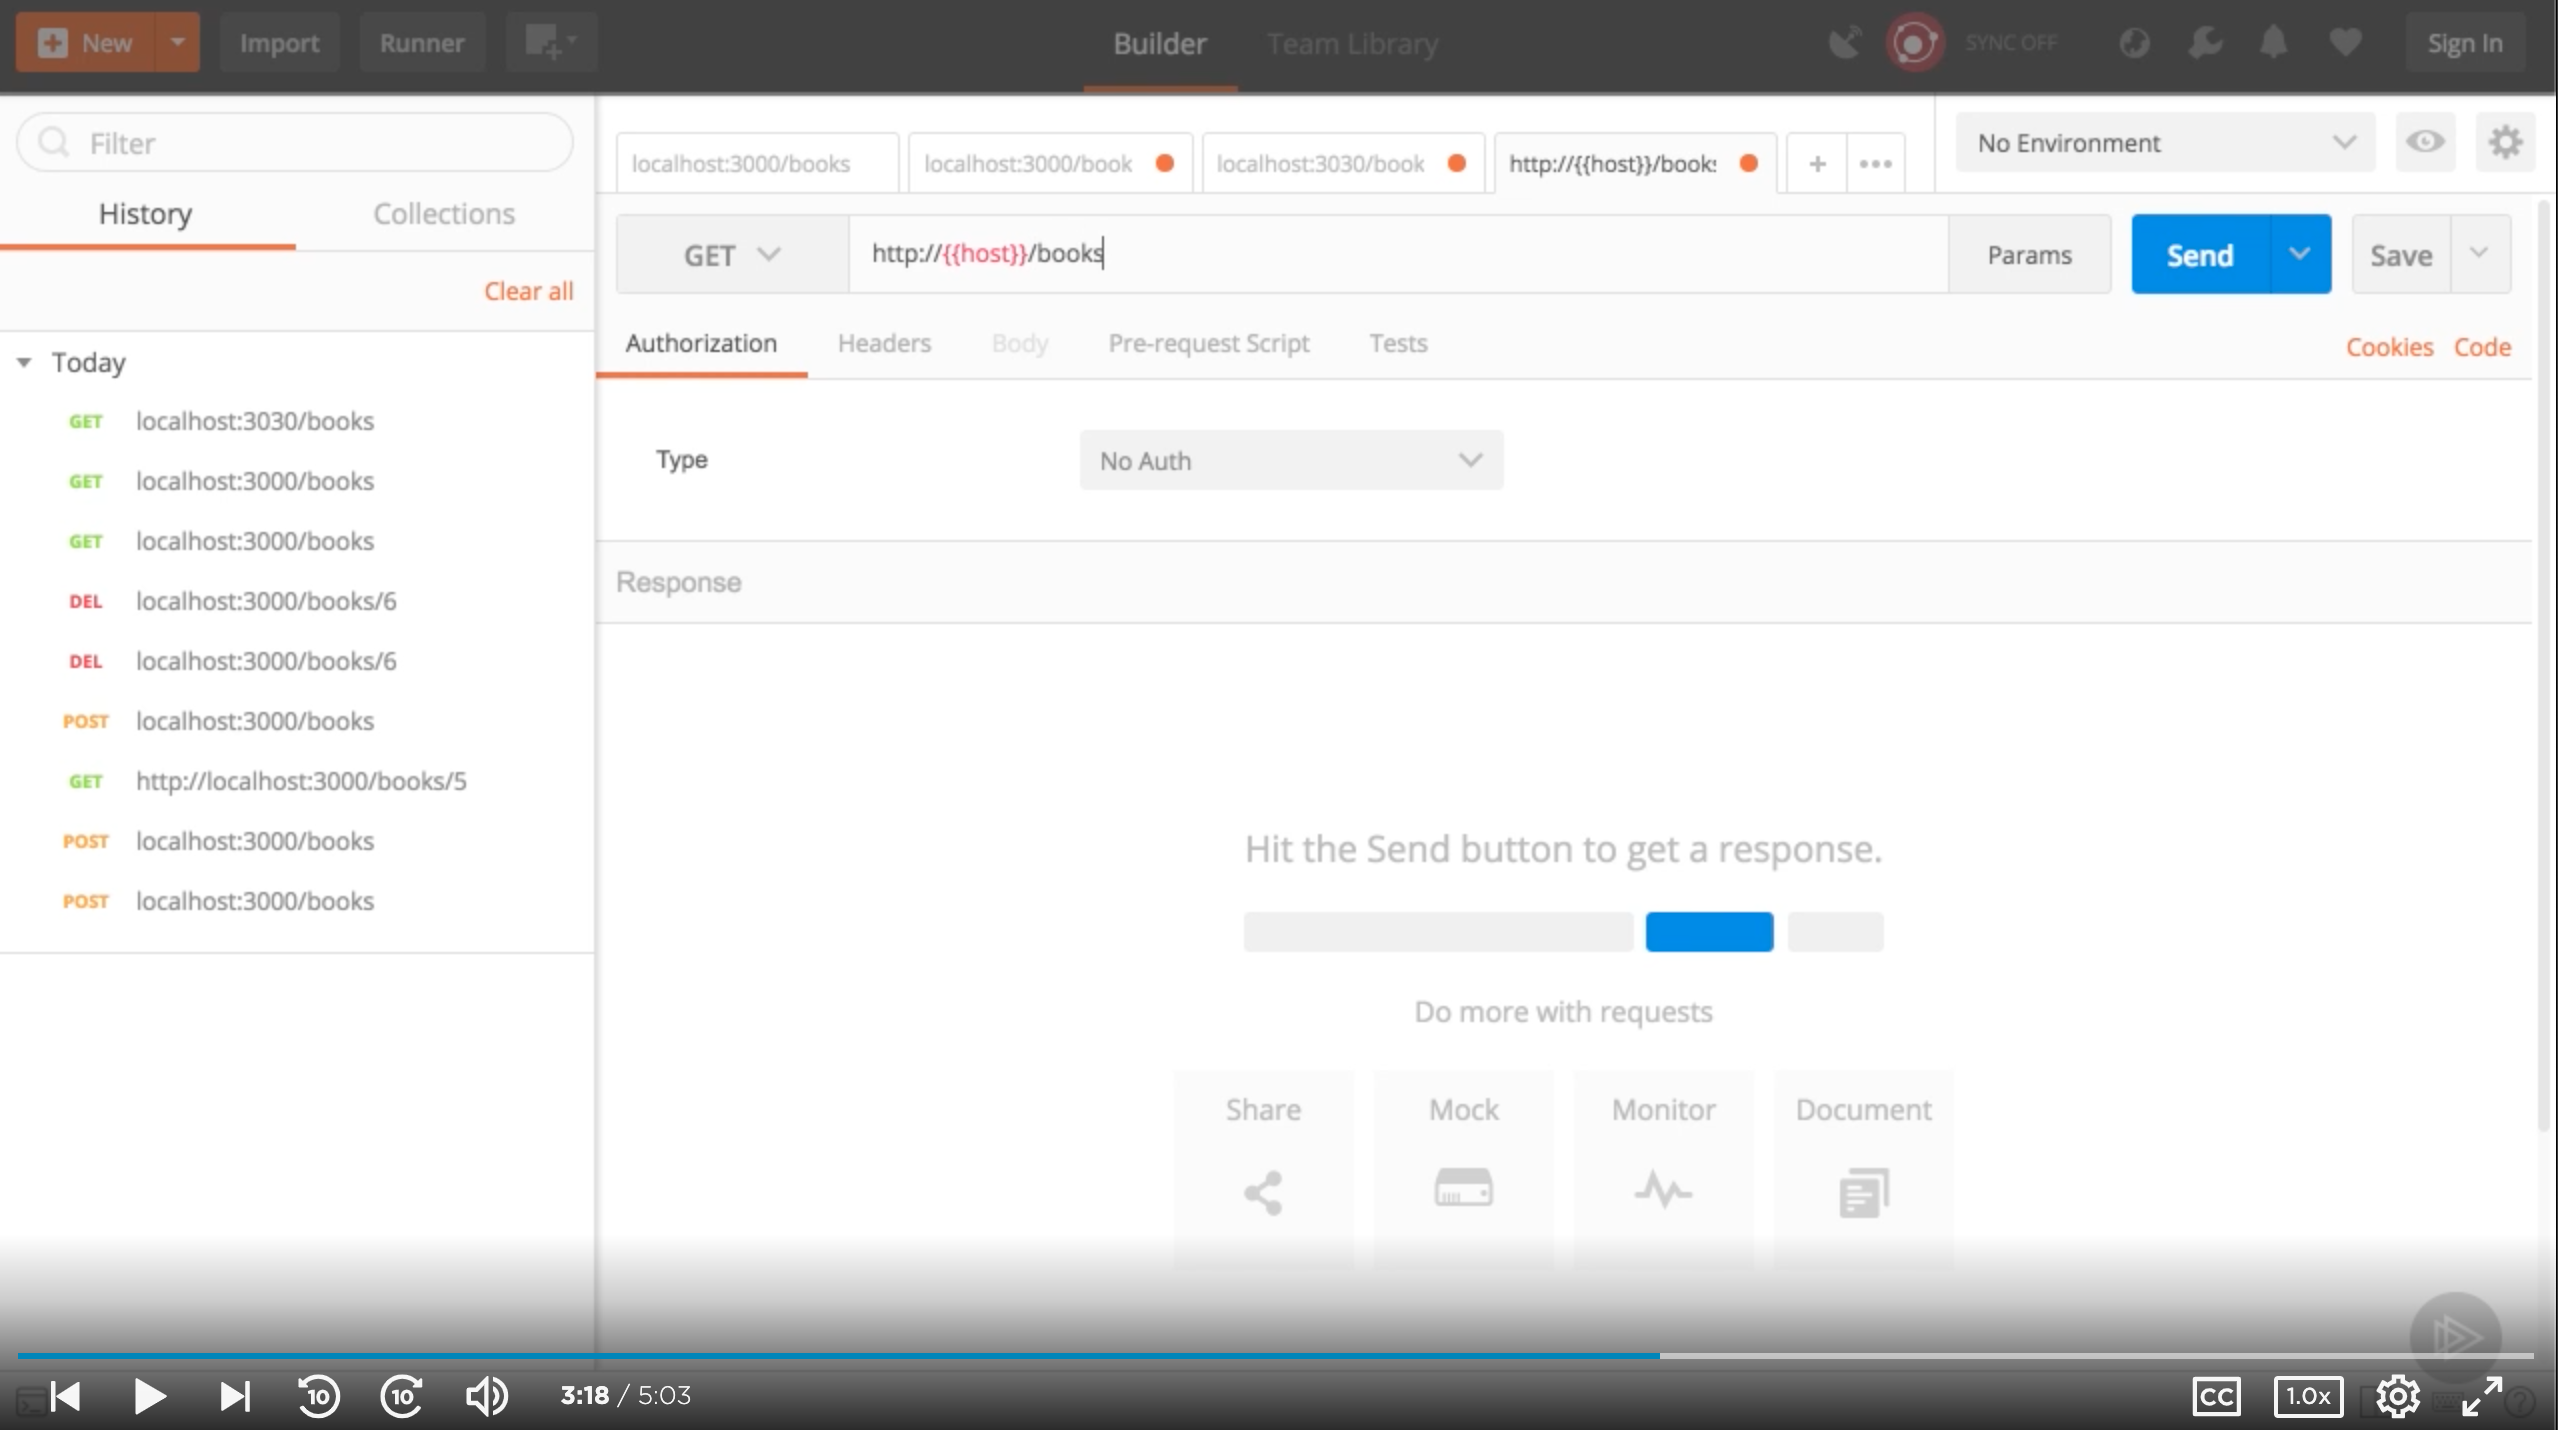 New
Import
Runner
Builder
Team Library
SYNC OFF
Sign In
Filter
History
Collections
Clear all
Today
GET localhost:3030/books
GET localhost:3000/books
GET localhost:3000/books
DEL localhost:3000/books/6
DEL localhost:3000/books/6
POST localhost:3000/books
GET http://localhost:3000/books/5
POST localhost:3000/books
POST localhost:3000/books
localhost:3000/books
localhost:3000/book
localhost:3030/book
http://{{host}}/books
+
No Environment
GET
http://{{host}}/books
Params
Send
Save
Authorization
Headers
Body
Pre-request Script
Tests
Cookies
Code
Type
No Auth
Response
Hit the Send button to get a response.
Do more with requests
Share
Mock
Monitor
Document
10
10
3:18 / 5:03
CC
1.0x